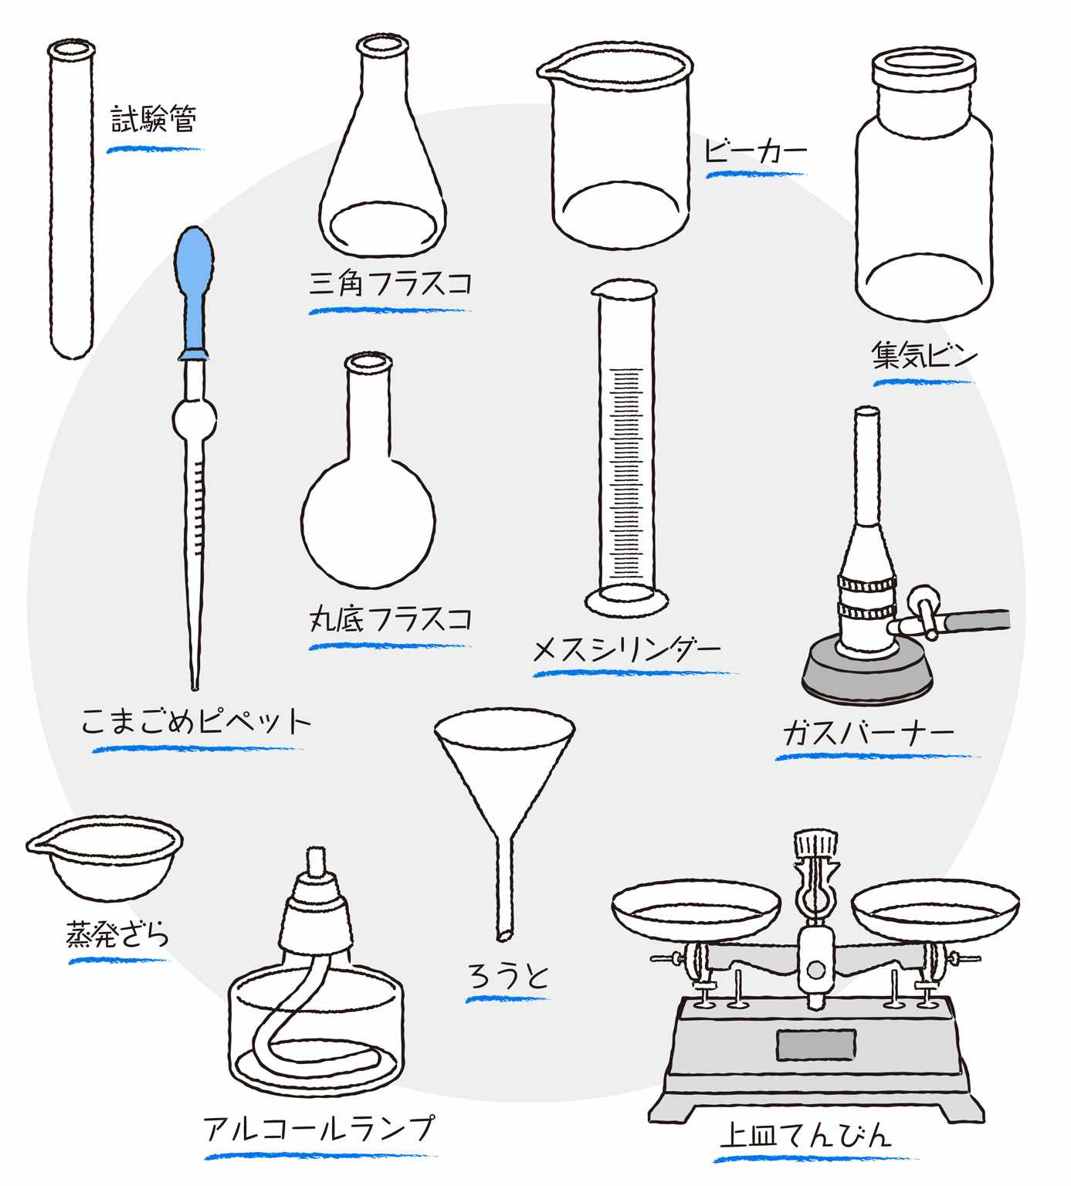 試験管
ビーカー
三角フラスコ
集気ビン
丸底フラスコ
メスシリンダー
こまごめピペット
ガスバーナー
蒸発ざら
ろうと
アルコールランプ
上皿てんびん